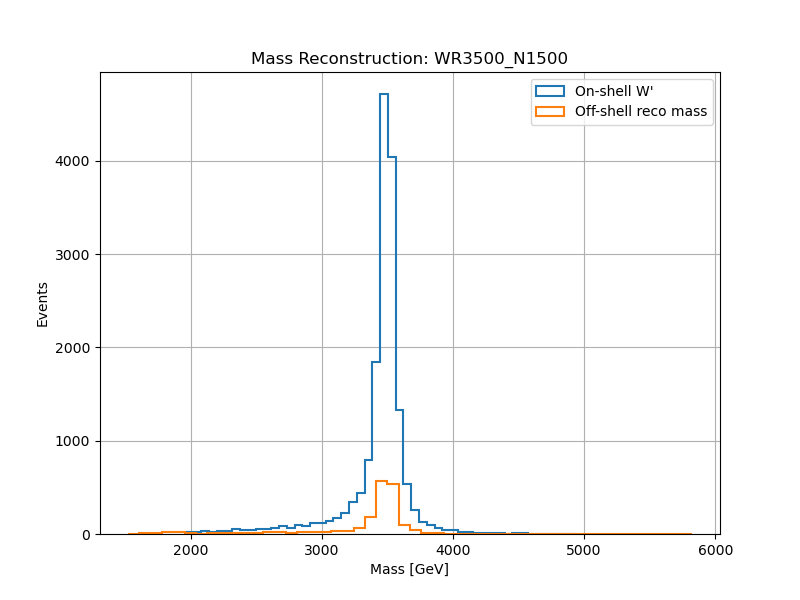 Mass Reconstruction: WR3500_N1500
On-shell W'
Off-shell reco mass
4000
3000
2000
1000
0
Events
2000 3000 4000 5000 6000
Mass [GeV]